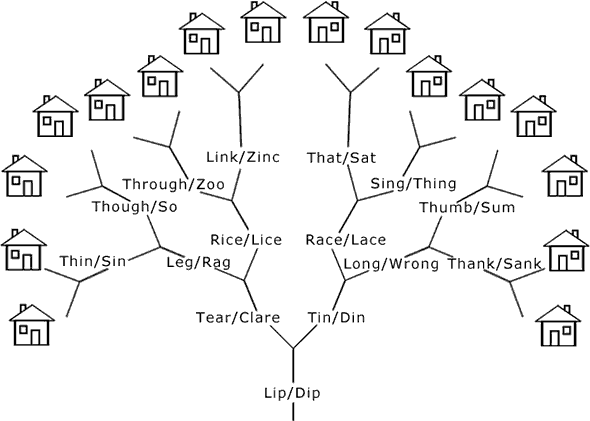 Link/Zinc
That/Sat
Through/Zoo
Sing/Thing
Though/So
Thumb/Sum
Rice/Lice
Race/Lace
Thin/Sin
Leg/Rag
Long/Wrong
Thank/Sank
Tear/Clare
Tin/Din
Lip/Dip